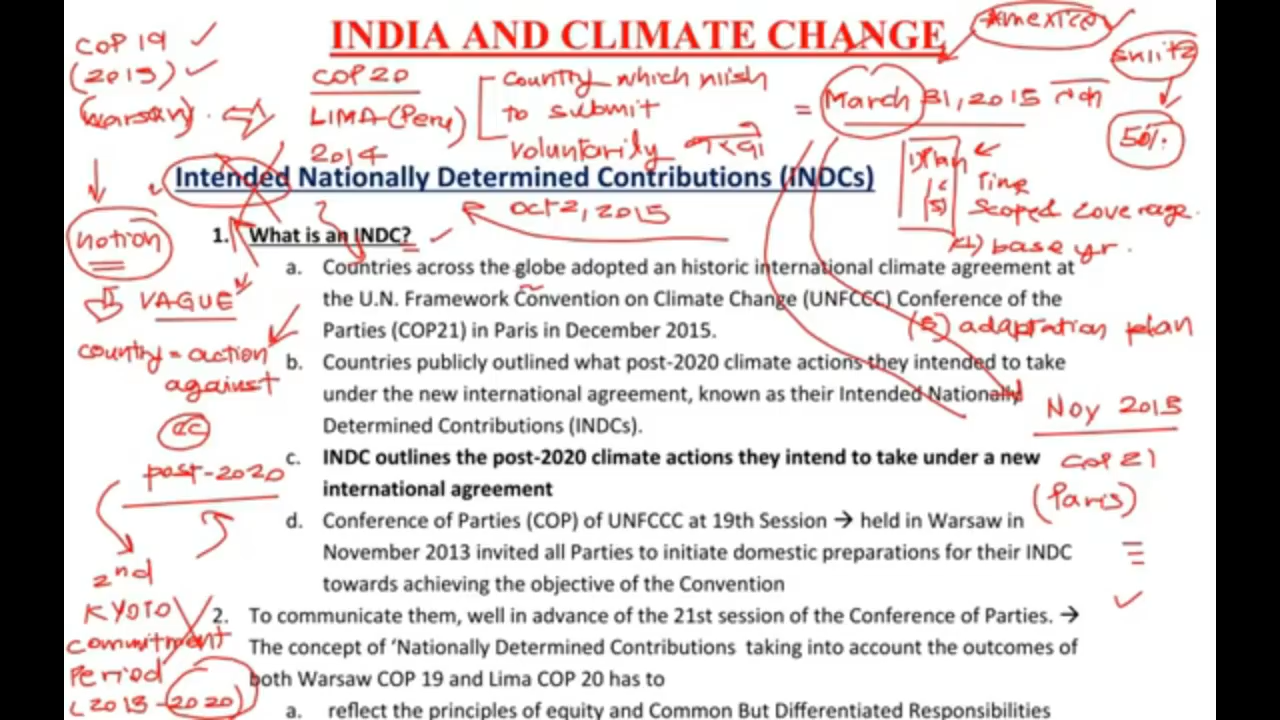 INDIA AND CLIMATE CHANGE
COP 19
(2013)
(Warsaw)
COP 20
LIMA (Peru)
2014
Country which wish
to submit
voluntarily
= March 31, 2015
America
50%
Intended Nationally Determined Contributions (INDCs)
Oct 2, 2015
Time
Scoped coverage
base yr.
(5) adaptation plan
notion
VAGUE
country = action
against
CC
post-2020
2nd
KYOTO
Commitment
Period
(2013-2020)
Nov 2015
COP 21
(Paris)
1. What is an INDC?
a. Countries across the globe adopted an historic international climate agreement at
the U.N. Framework Convention on Climate Change (UNFCCC) Conference of the
Parties (COP21) in Paris in December 2015.
b. Countries publicly outlined what post-2020 climate actions they intended to take
under the new international agreement, known as their Intended Nationally
Determined Contributions (INDCs).
c. INDC outlines the post-2020 climate actions they intend to take under a new
international agreement
d. Conference of Parties (COP) of UNFCCC at 19th Session → held in Warsaw in
November 2013 invited all Parties to initiate domestic preparations for their INDC
towards achieving the objective of the Convention
2. To communicate them, well in advance of the 21st session of the Conference of Parties. →
The concept of ‘Nationally Determined Contributions taking into account the outcomes of
both Warsaw COP 19 and Lima COP 20 has to
a. reflect the principles of equity and Common But Differentiated Responsibilities